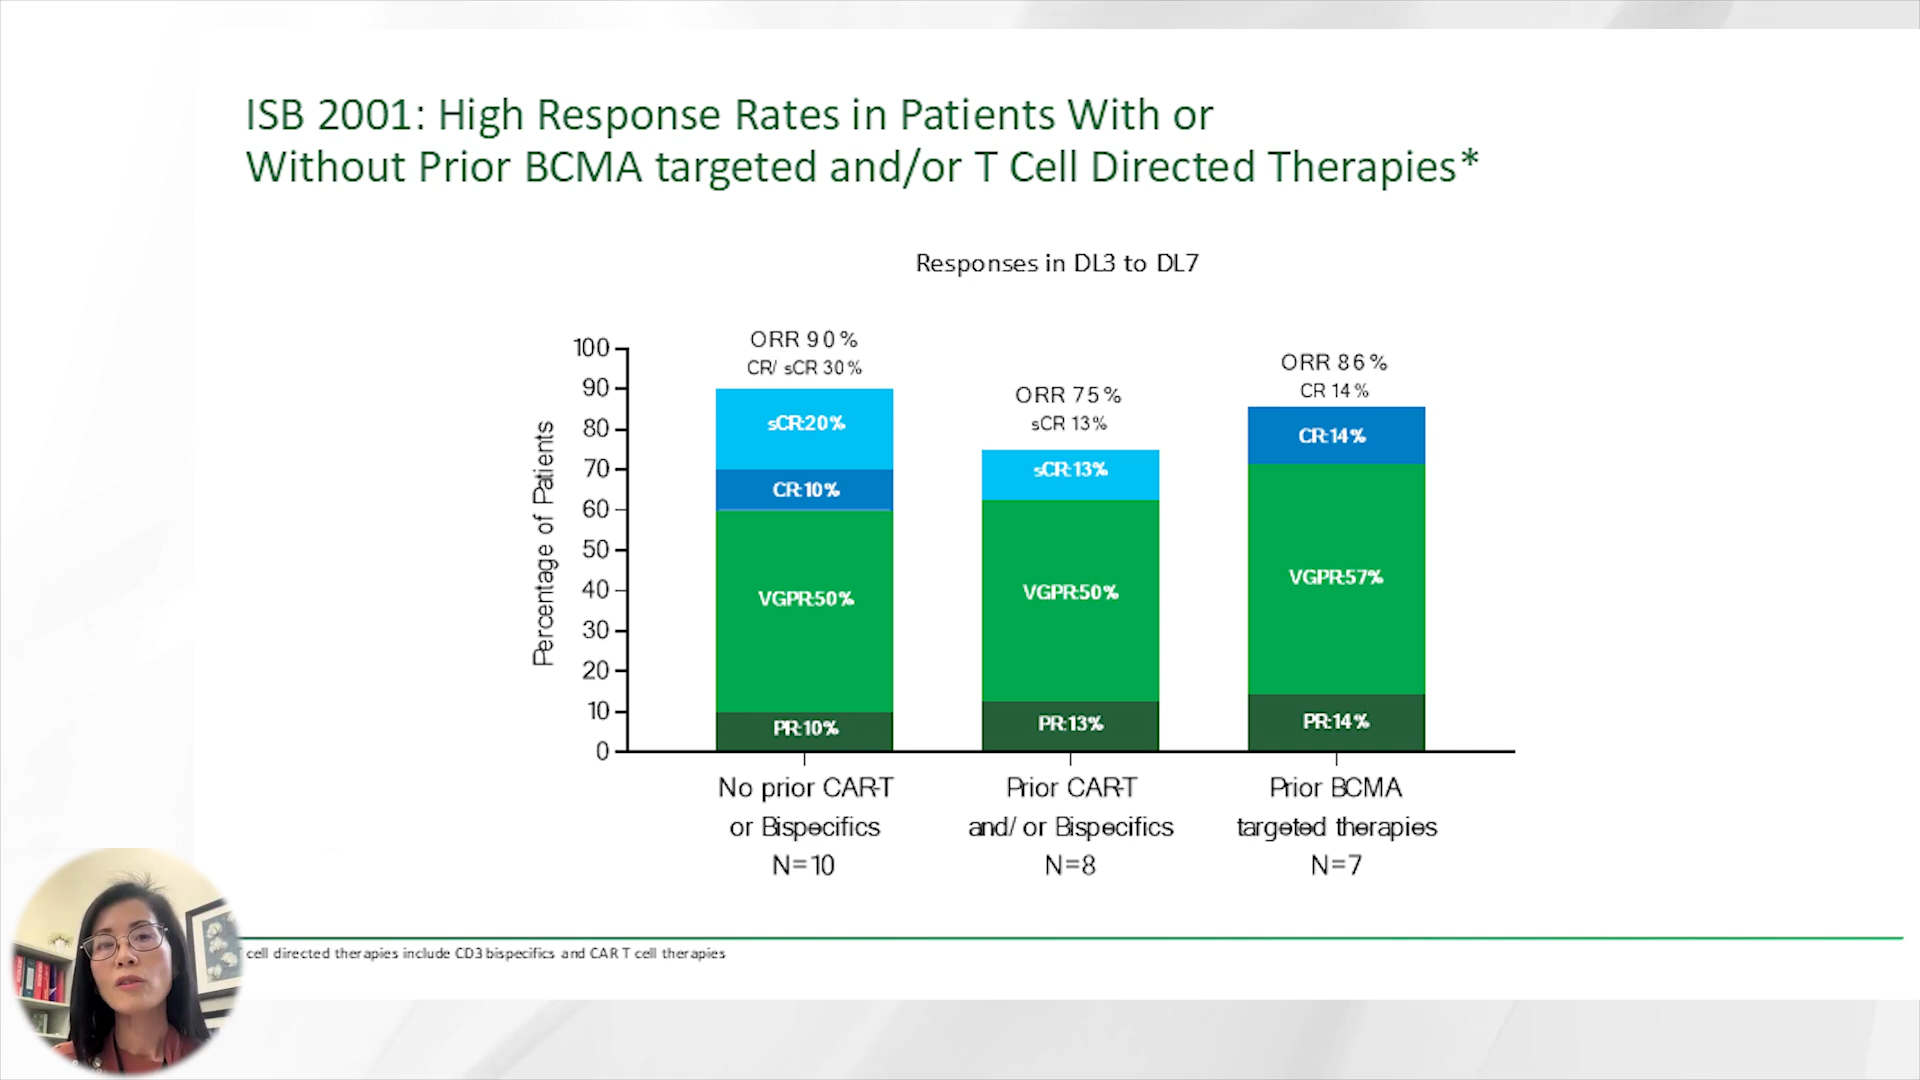 ISB 2001: High Response Rates in Patients With or
Without Prior BCMA targeted and/or T Cell Directed Therapies*
Responses in DL3 to DL7
Percentage of Patients
100
90
80
70
60
50
40
30
20
10
0
ORR 90%
CR/ sCR 30%
sCR:20%
CR:10%
VGPR:50%
PR:10%
No prior CAR-T
or Bispecifics
N=10
ORR 75%
sCR 13%
sCR:13%
VGPR:50%
PR:13%
Prior CAR-T
and/ or Bispecifics
N=8
ORR 86%
CR 14%
CR:14%
VGPR:57%
PR:14%
Prior BCMA
targeted therapies
N=7
cell directed therapies include CD3 bispecifics and CAR T cell therapies